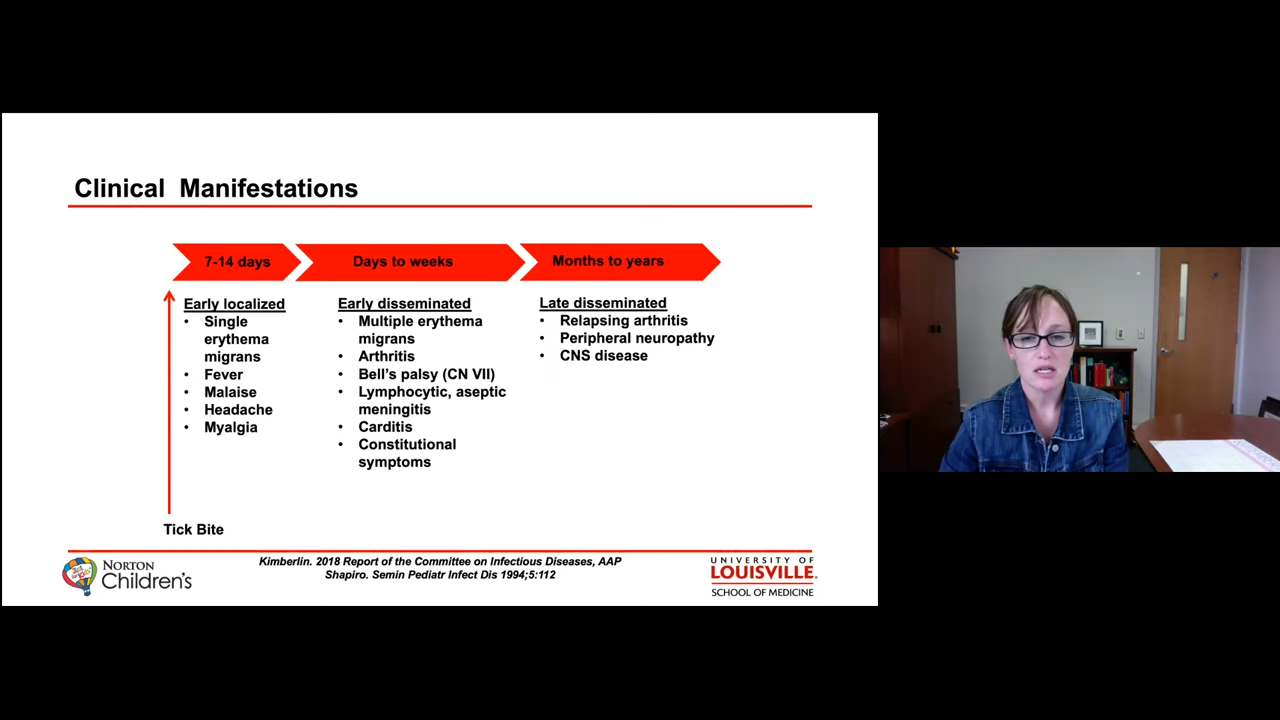 Clinical Manifestations
7-14 days
Days to weeks
Months to years
Early localized
• Single
erythema
migrans
• Fever
• Malaise
• Headache
• Myalgia
Early disseminated
• Multiple erythema
migrans
• Arthritis
• Bell's palsy (CN VII)
• Lymphocytic, aseptic
meningitis
• Carditis
• Constitutional
symptoms
Late disseminated
• Relapsing arthritis
• Peripheral neuropathy
• CNS disease
Tick Bite
NORTON
Children's
Kimberlin. 2018 Report of the Committee on Infectious Diseases, AAP
Shapiro. Semin Pediatr Infect Dis 1994;5:112
UNIVERSITY OF
LOUISVILLE.
SCHOOL OF MEDICINE